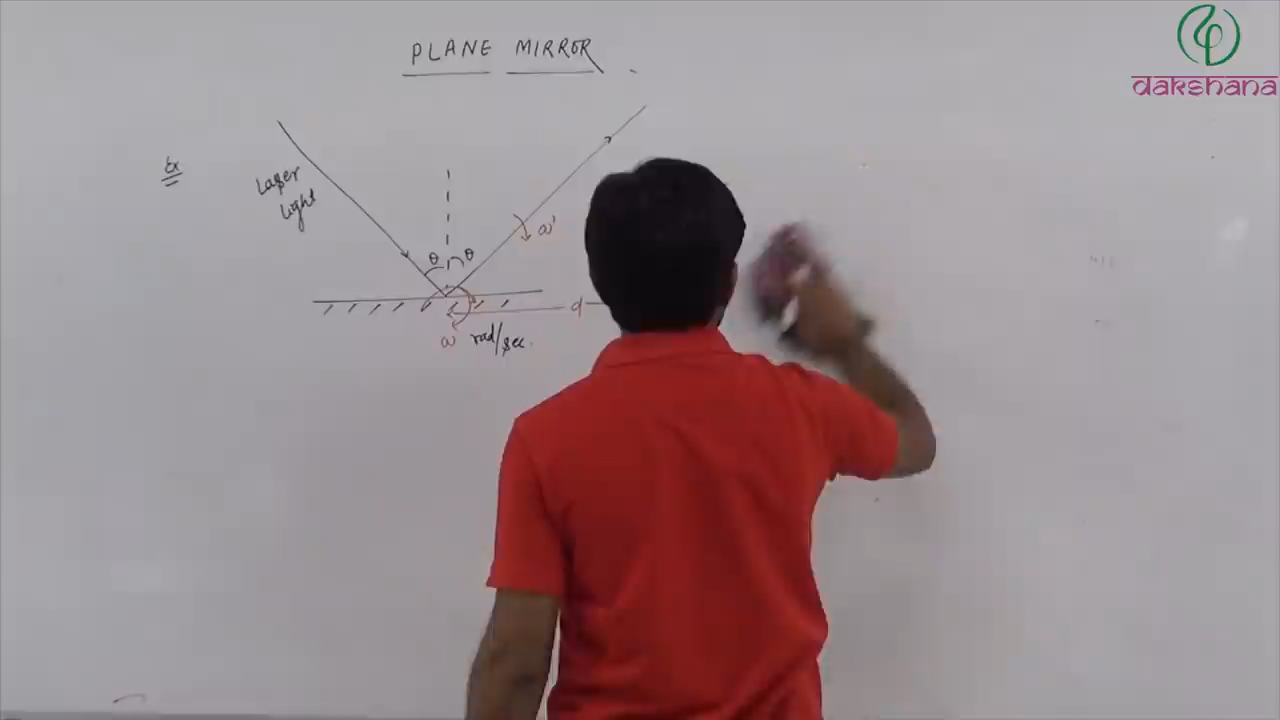 PLANE MIRROR
dakshana
Ex
Laser
light
θ θ
ω'
d
ω rad/sec.